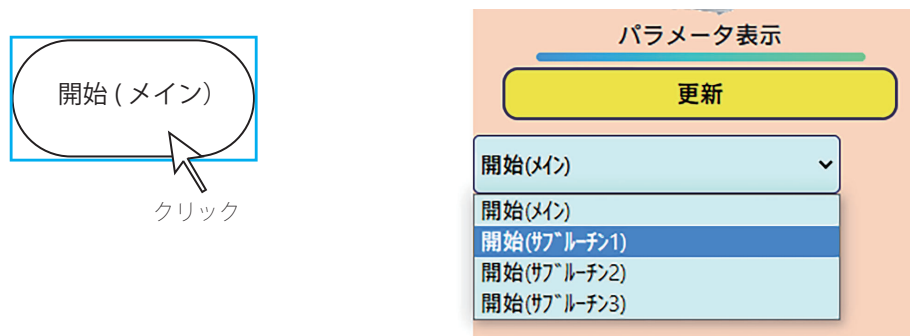 開始 ( メイン）
クリック
パラメータ表示
更新
開始(ﾒｲﾝ)
開始(ﾒｲﾝ)
開始(ｻﾌﾞﾙｰﾁﾝ1)
開始(ｻﾌﾞﾙｰﾁﾝ2)
開始(ｻﾌﾞﾙｰﾁﾝ3)